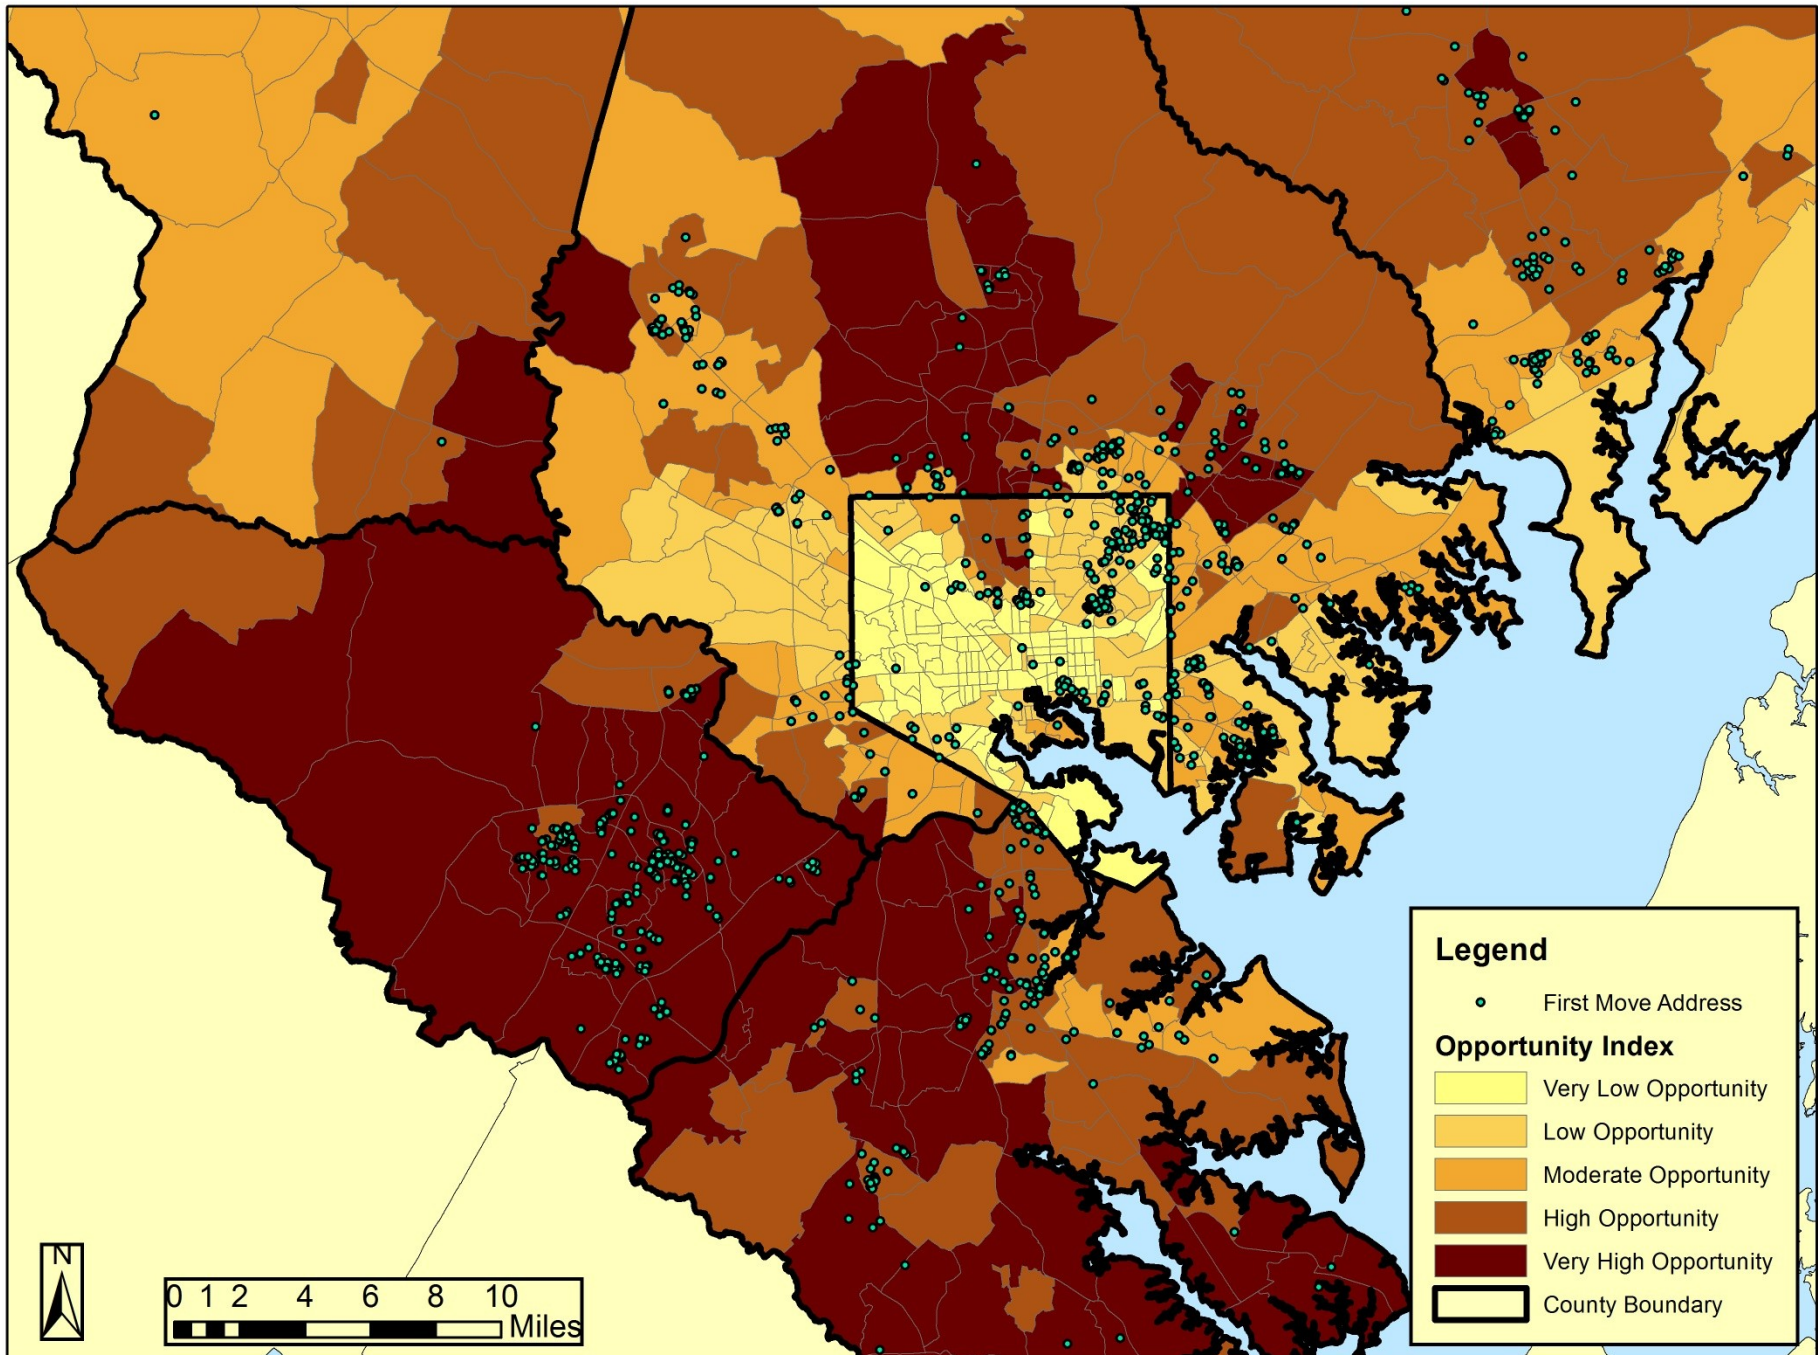 Legend
First Move Address
Opportunity Index
Very Low Opportunity
Low Opportunity
Moderate Opportunity
High Opportunity
Very High Opportunity
County Boundary
N
0 1 2 4 6 8 10
Miles